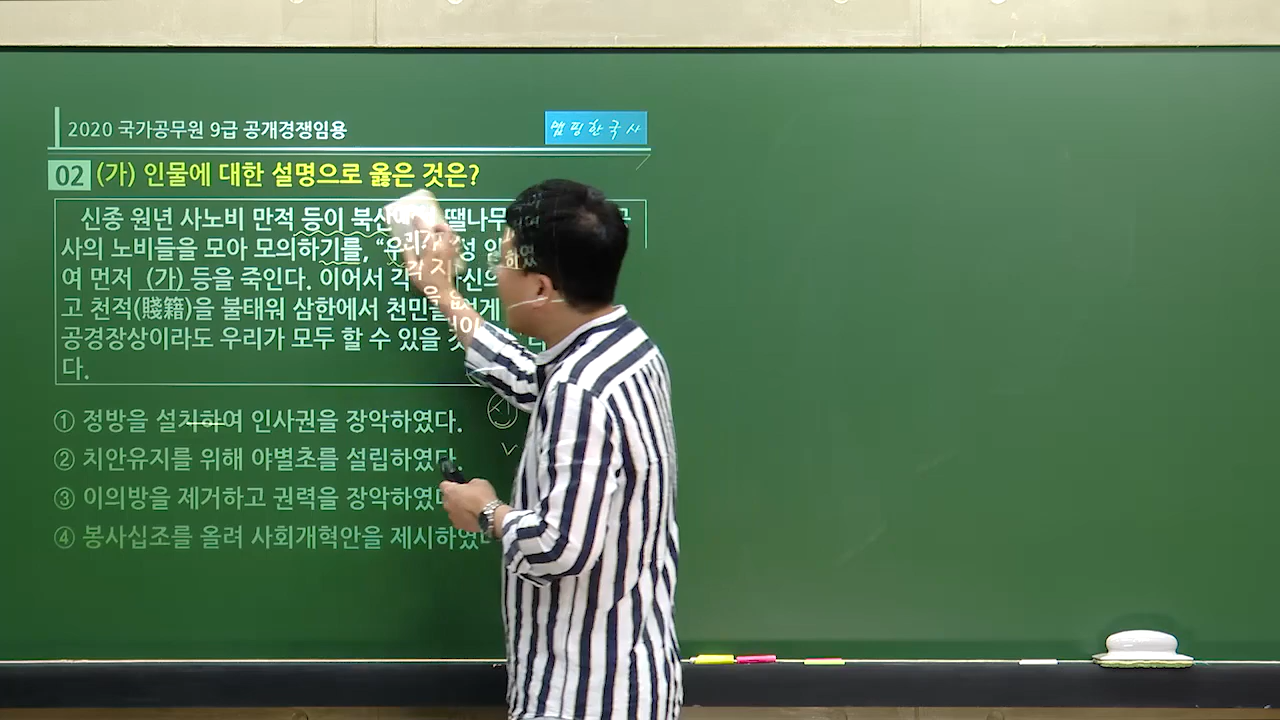 2020 국가공무원 9급 공개경쟁임용
맵핑한국사
02 (가) 인물에 대한 설명으로 옳은 것은?
신종 원년 사노비 만적 등이 북산에서 땔나무
사의 노비들을 모아 모의하기를, “우리가 성
여 먼저 (가) 등을 죽인다. 이어서 각
고 천적(賤籍)을 불태워 삼한에서 천민을 없게
공경장상이라도 우리가 모두 할 수 있을
다.
① 정방을 설치하여 인사권을 장악하였다.
② 치안유지를 위해 야별초를 설립하였다.
③ 이의방을 제거하고 권력을 장악하였다
④ 봉사십조를 올려 사회개혁안을 제시하였다